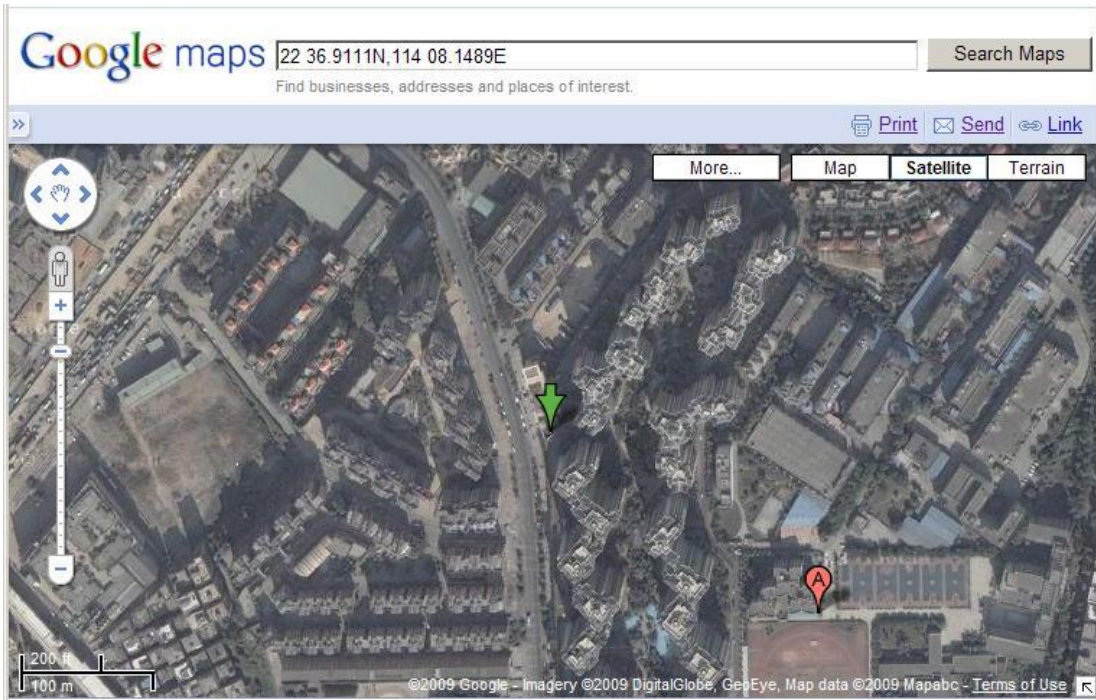 Google maps
22 36.9111N,114 08.1489E
Search Maps
Find businesses, addresses and places of interest.
»
Print Send Link
More... Map Satellite Terrain
+
−
−
A
200 ft
100 m
©2009 Google - Imagery ©2009 DigitalGlobe, GeoEye, Map data ©2009 Mapabc - Terms of Use